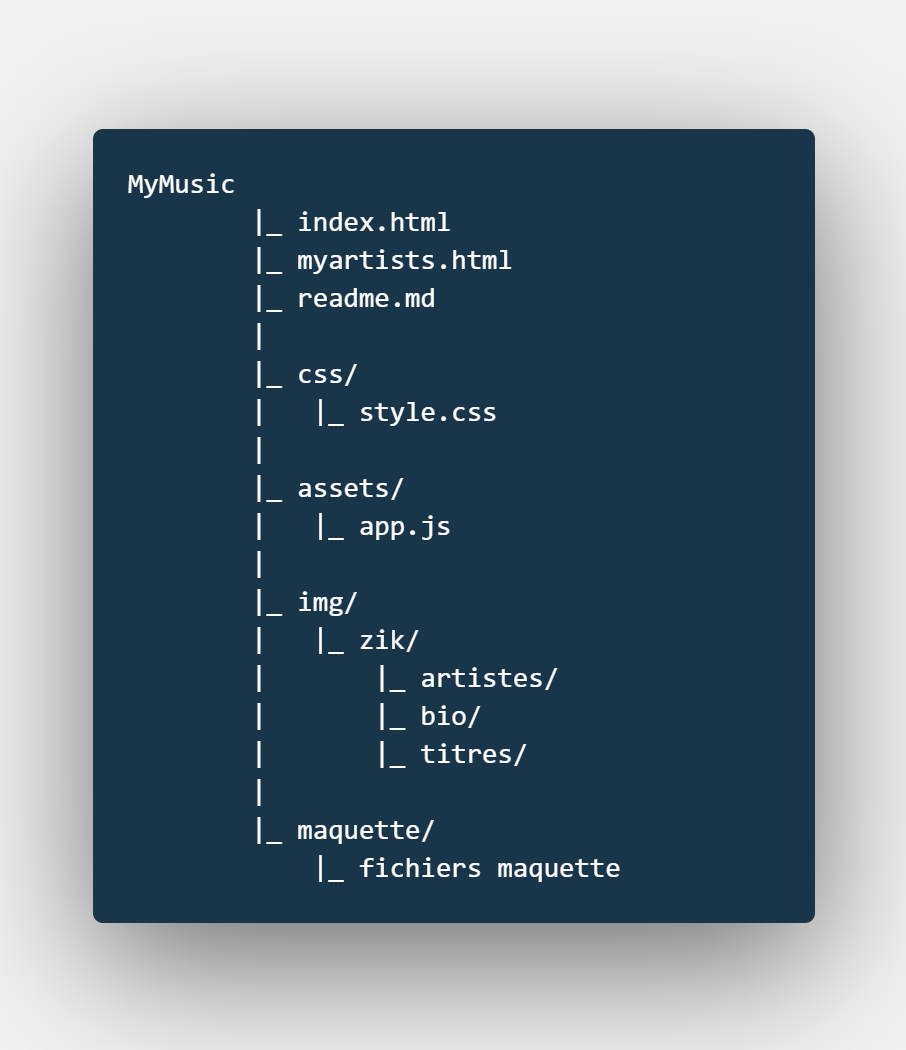 MyMusic
        |_ index.html
        |_ myartists.html
        |_ readme.md
        |
        |_ css/
        |   |_ style.css
        |
        |_ assets/
        |   |_ app.js
        |
        |_ img/
        |   |_ zik/
        |       |_ artistes/
        |       |_ bio/
        |       |_ titres/
        |
        |_ maquette/
            |_ fichiers maquette